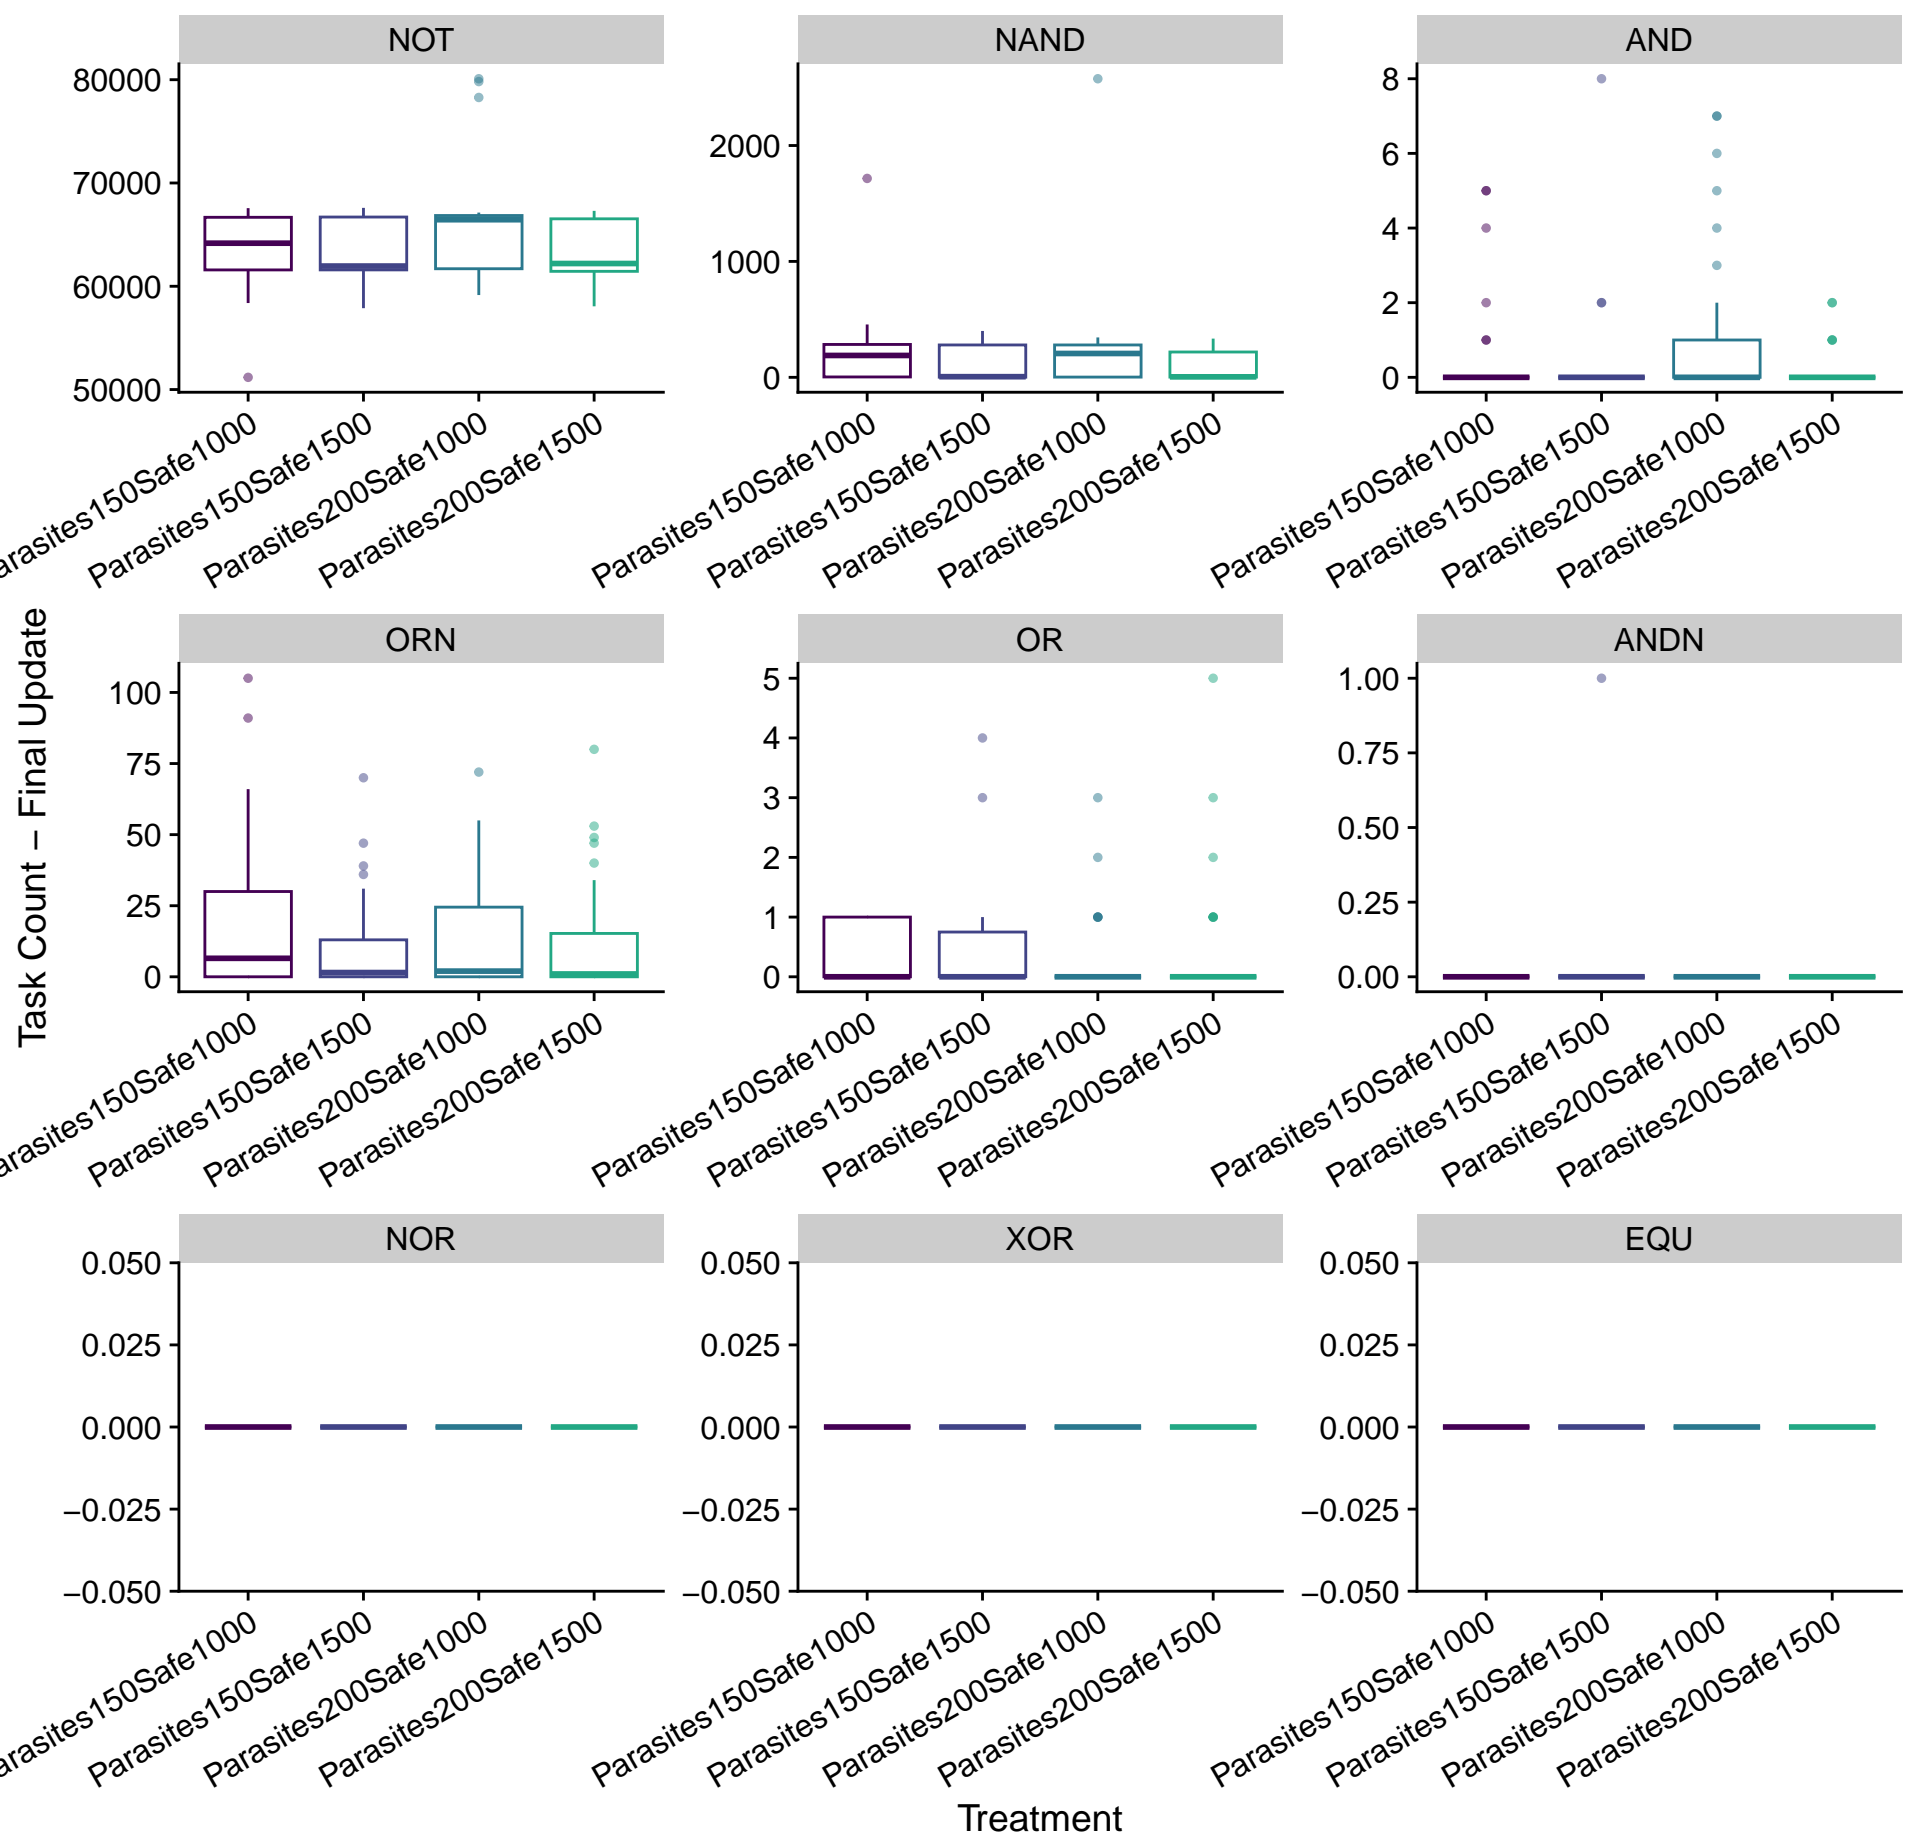 NOT
NAND
AND
80000
70000
60000
50000
2000
1000
0
8
6
4
2
0
arasites150Safe1000
Parasites150Safe1500
Parasites200Safe1000
Parasites200Safe1500
Parasites150Safe1000
Parasites150Safe1500
Parasites200Safe1000
Parasites200Safe1500
Parasites150Safe1000
Parasites150Safe1500
Parasites200Safe1000
Parasites200Safe1500
Task Count – Final Update
ORN
OR
ANDN
100
75
50
25
0
5
4
3
2
1
0
1.00
0.75
0.50
0.25
0.00
arasites150Safe1000
Parasites150Safe1500
Parasites200Safe1000
Parasites200Safe1500
Parasites150Safe1000
Parasites150Safe1500
Parasites200Safe1000
Parasites200Safe1500
Parasites150Safe1000
Parasites150Safe1500
Parasites200Safe1000
Parasites200Safe1500
NOR
XOR
EQU
0.050
0.025
0.000
−0.025
−0.050
0.050
0.025
0.000
−0.025
−0.050
0.050
0.025
0.000
−0.025
−0.050
arasites150Safe1000
Parasites150Safe1500
Parasites200Safe1000
Parasites200Safe1500
Parasites150Safe1000
Parasites150Safe1500
Parasites200Safe1000
Parasites200Safe1500
Parasites150Safe1000
Parasites150Safe1500
Parasites200Safe1000
Parasites200Safe1500
Treatment